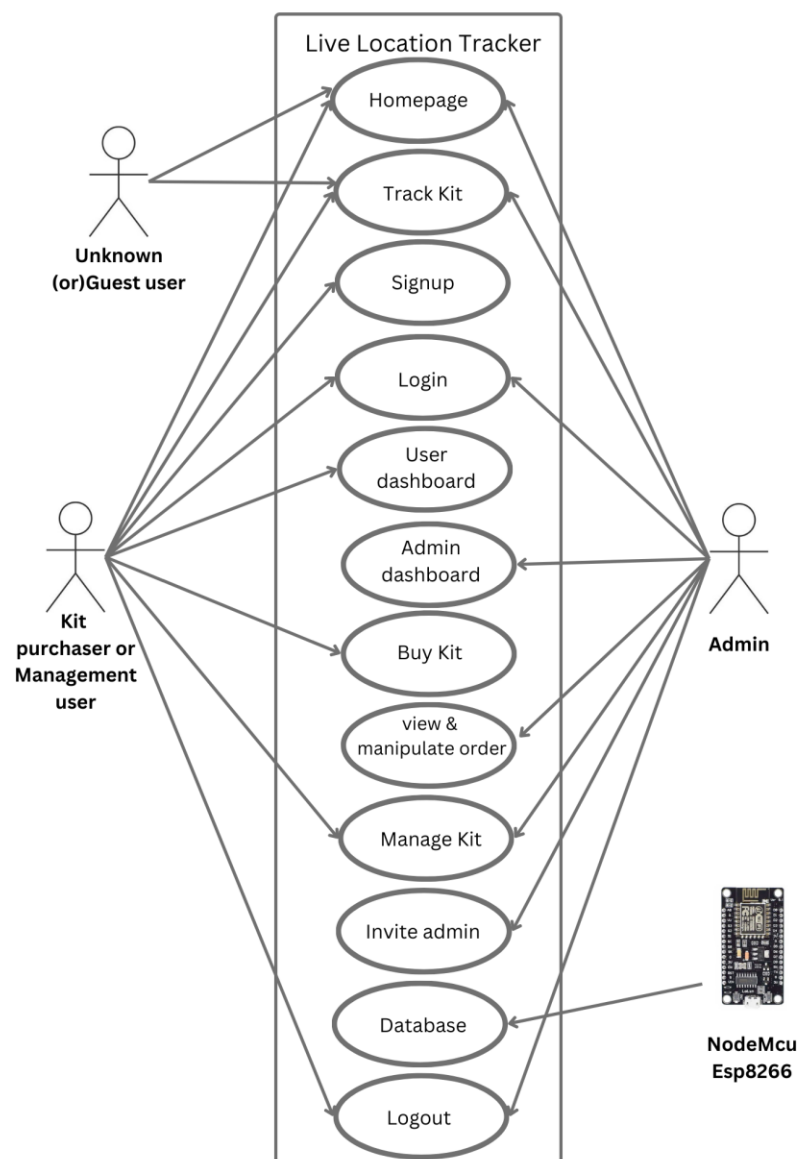 Live Location Tracker
Homepage
Track Kit
Unknown
(or)Guest user
Signup
Login
User
dashboard
Admin
dashboard
Kit
purchaser or
Management
user
Admin
Buy Kit
view &
manipulate order
Manage Kit
Invite admin
Database
NodeMcu
Esp8266
Logout